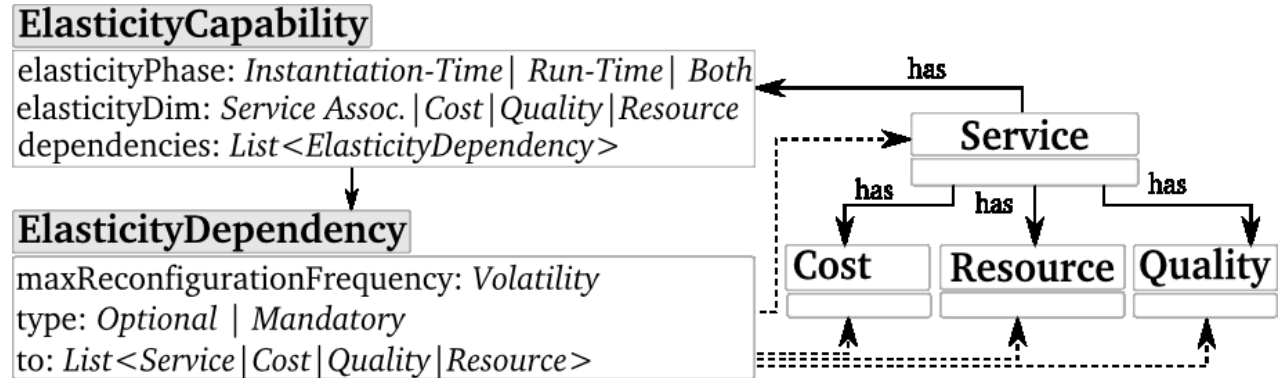 ElasticityCapability
elasticityPhase: Instantiation-Time| Run-Time| Both
elasticityDim: Service Assoc.|Cost|Quality|Resource
dependencies: List<ElasticityDependency>
has
Service
has
has
has
ElasticityDependency
maxReconfigurationFrequency: Volatility
type: Optional | Mandatory
to: List<Service|Cost|Quality|Resource>
Cost
Resource
Quality